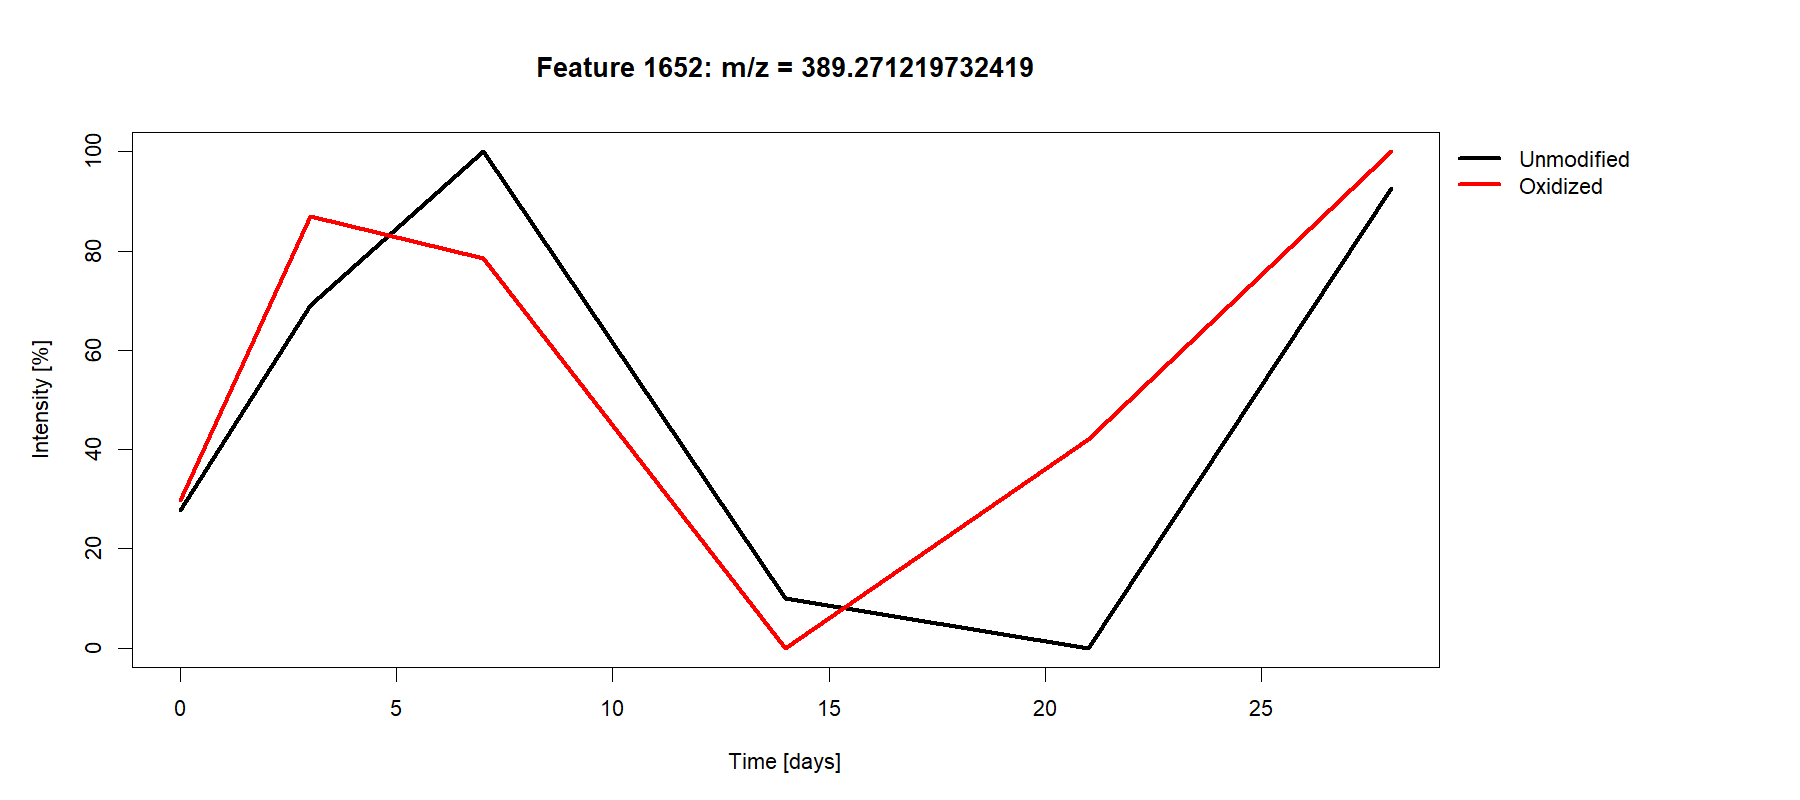 Feature 1652: m/z = 389.271219732419
Unmodified
Oxidized
Intensity [%]
100
80
60
40
20
0
0 5 10 15 20 25
Time [days]